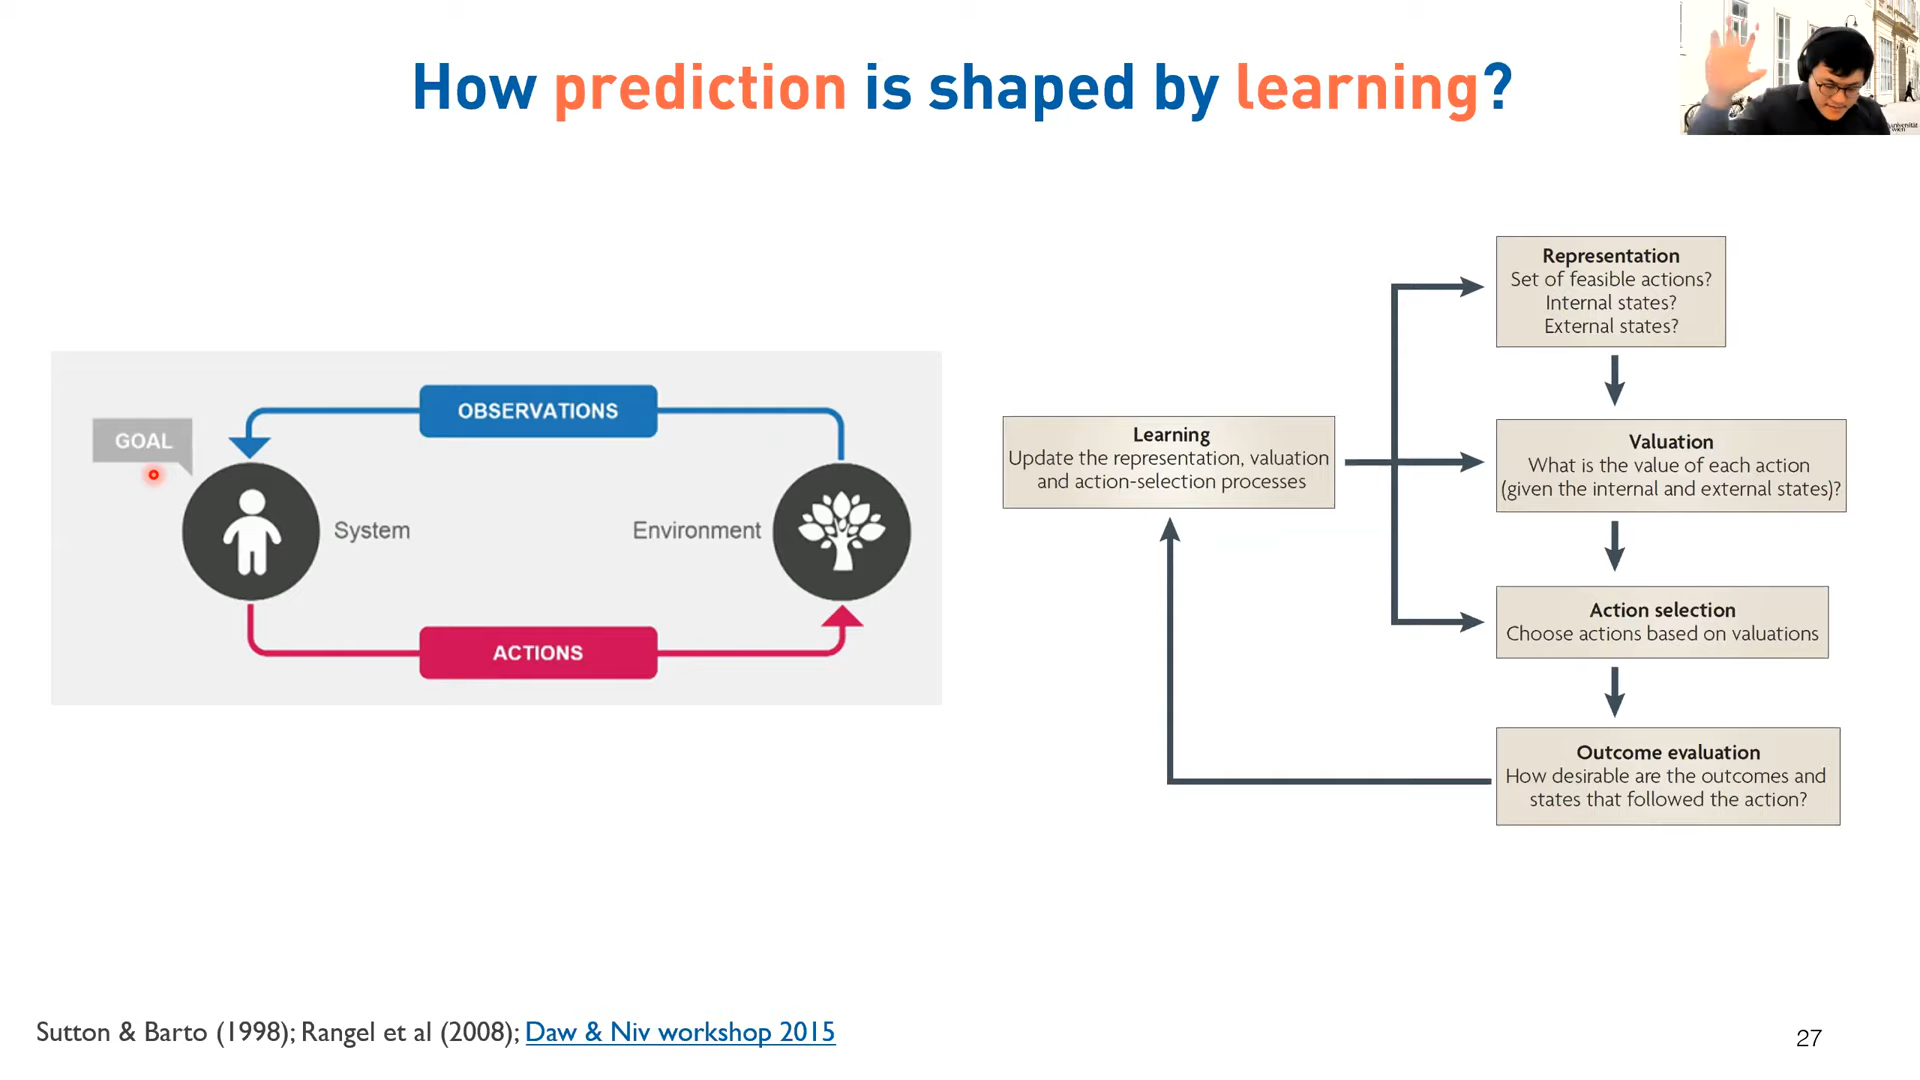 How prediction is shaped by learning?
universität
wien
OBSERVATIONS
GOAL
System
Environment
ACTIONS
Learning
Update the representation, valuation
and action-selection processes
Representation
Set of feasible actions?
Internal states?
External states?
Valuation
What is the value of each action
(given the internal and external states)?
Action selection
Choose actions based on valuations
Outcome evaluation
How desirable are the outcomes and
states that followed the action?
Sutton & Barto (1998); Rangel et al (2008); Daw & Niv workshop 2015
27